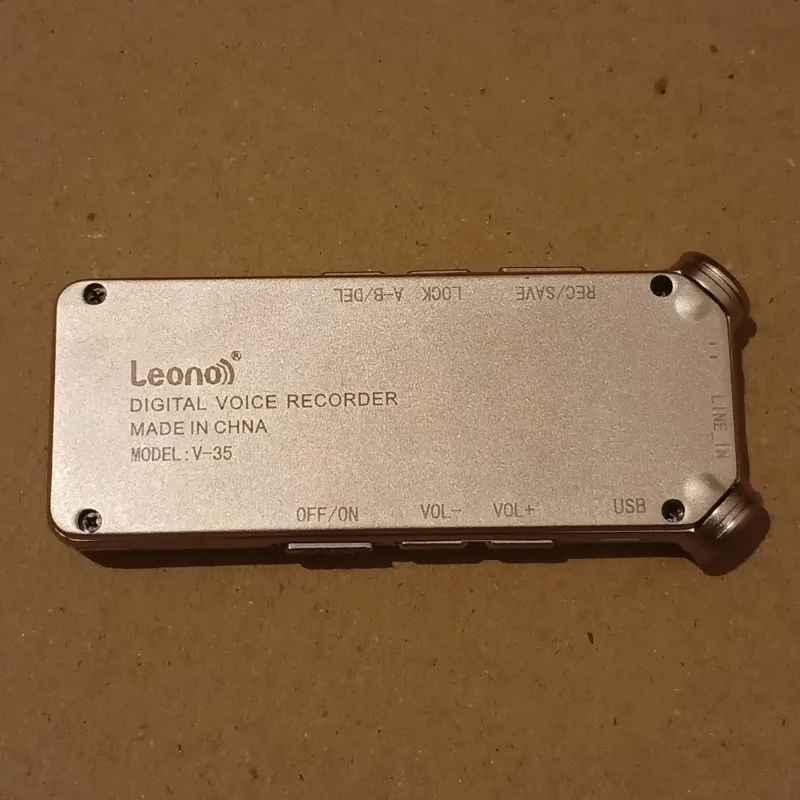 A-B/DEL LOCK REC/SAVE
Leono®
DIGITAL VOICE RECORDER
MADE IN CHNA
MODEL:V-35
LINE_IN
OFF/ON VOL- VOL+ USB